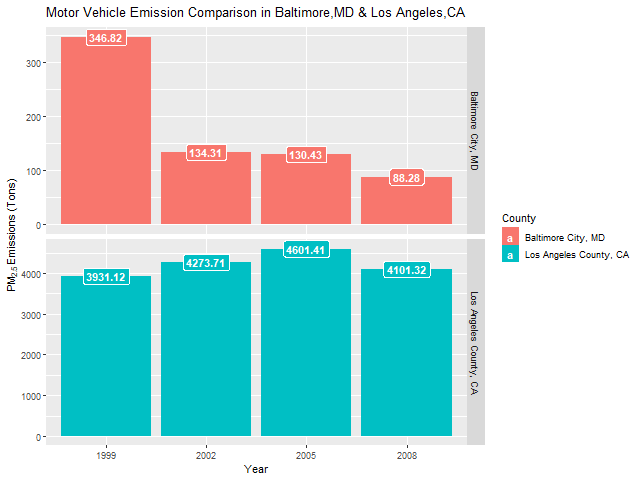 Motor Vehicle Emission Comparison in Baltimore,MD & Los Angeles,CA
PM2.5 Emissions (Tons)
300
200
100
0
346.82
134.31
130.43
88.28
Baltimore City, MD
4000
3000
2000
1000
0
3931.12
4273.71
4601.41
4101.32
Los Angeles County, CA
1999
2002
2005
2008
Year
County
a Baltimore City, MD
a Los Angeles County, CA